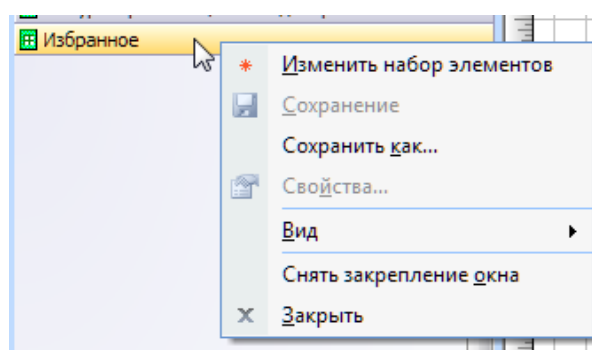 Избранное
Изменить набор элементов
Сохранение
Сохранить как...
Свойства...
Вид
Снять закрепление окна
Закрыть